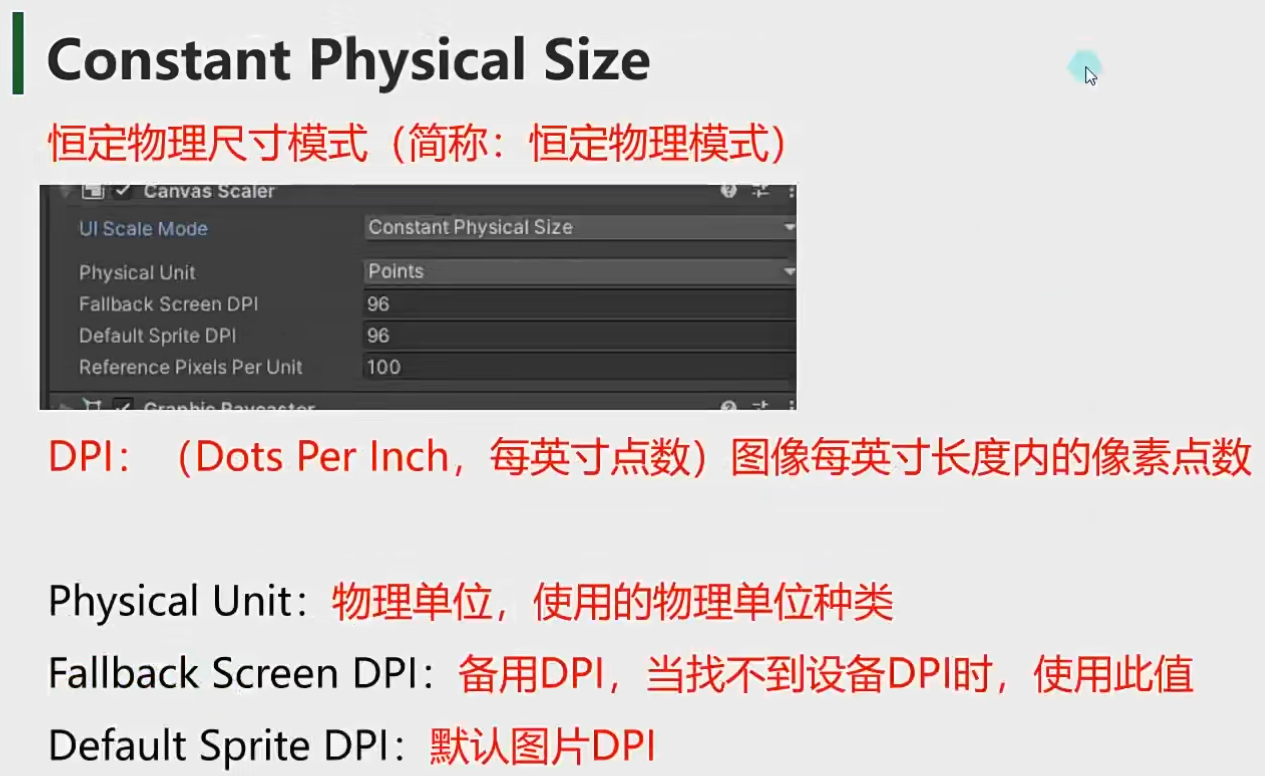 Constant Physical Size
恒定物理尺寸模式（简称：恒定物理模式）
Canvas Scaler
UI Scale Mode Constant Physical Size
Physical Unit Points
Fallback Screen DPI 96
Default Sprite DPI 96
Reference Pixels Per Unit 100
Graphic Raycaster
DPI：（Dots Per Inch，每英寸点数）图像每英寸长度内的像素点数
Physical Unit：物理单位，使用的物理单位种类
Fallback Screen DPI：备用DPI，当找不到设备DPI时，使用此值
Default Sprite DPI：默认图片DPI